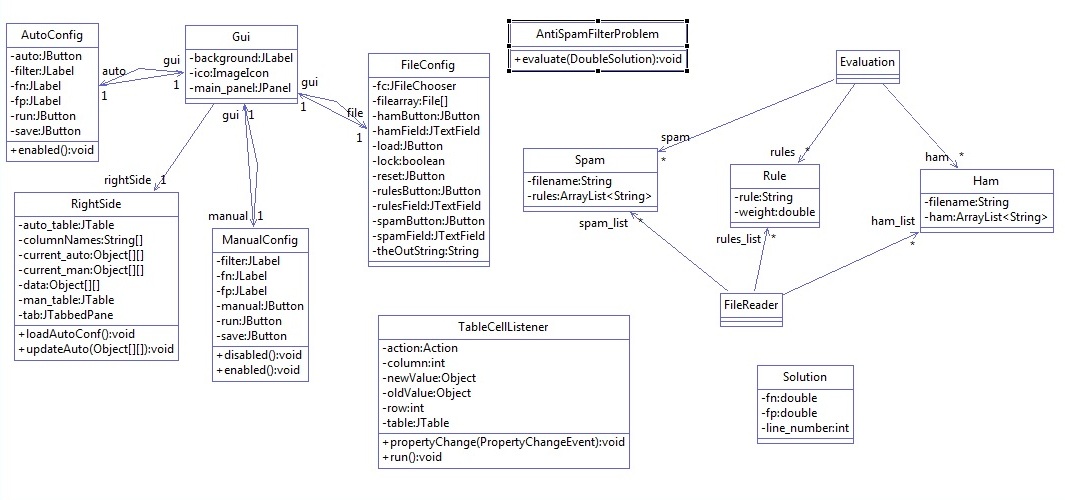 AutoConfig
-auto:JButton
-filter:JLabel
-fn:JLabel
-fp:JLabel
-run:JButton
-save:JButton
+enabled():void
auto
1
gui
1
Gui
-background:JLabel
-ico:ImageIcon
-main_panel:JPanel
gui
1
file
1
FileConfig
-fc:JFileChooser
-filearray:File[]
-hamButton:JButton
-hamField:JTextField
-load:JButton
-lock:boolean
-reset:JButton
-rulesButton:JButton
-rulesField:JTextField
-spamButton:JButton
-spamField:JTextField
-theOutString:String
gui
1
rightSide
1
manual
1
RightSide
-auto_table:JTable
-columnNames:String[]
-current_auto:Object[][]
-current_man:Object[][]
-data:Object[][]
-man_table:JTable
-tab:JTabbedPane
+loadAutoConf():void
+updateAuto(Object[][]):void
ManualConfig
-filter:JLabel
-fn:JLabel
-fp:JLabel
-manual:JButton
-run:JButton
-save:JButton
+disabled():void
+enabled():void
AntiSpamFilterProblem
+evaluate(DoubleSolution):void
Evaluation
spam
*
rules
*
ham
*
Spam
-filename:String
-rules:ArrayList<String>
Rule
-rule:String
-weight:double
Ham
-filename:String
-ham:ArrayList<String>
spam_list
*
rules_list
*
ham_list
*
FileReader
TableCellListener
-action:Action
-column:int
-newValue:Object
-oldValue:Object
-row:int
-table:JTable
+propertyChange(PropertyChangeEvent):void
+run():void
Solution
-fn:double
-fp:double
-line_number:int